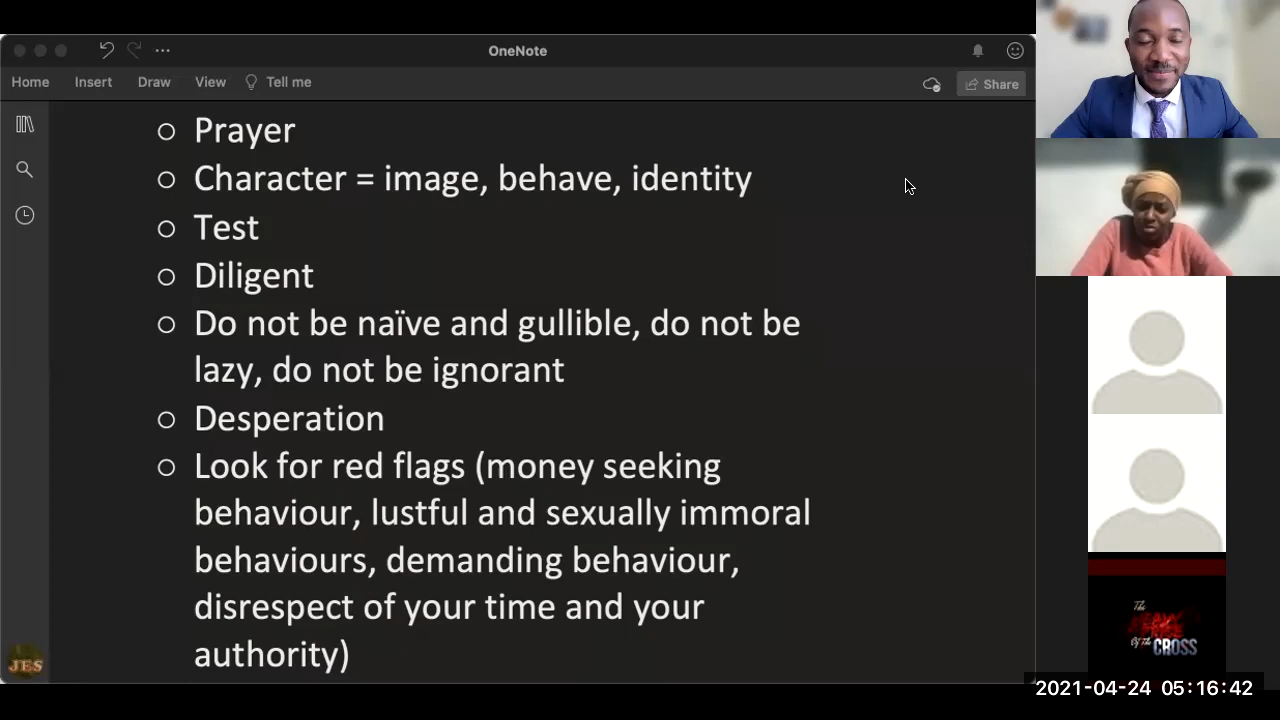 OneNote
Home Insert Draw View Tell me Share
Prayer
Character = image, behave, identity
Test
Diligent
Do not be naïve and gullible, do not be
lazy, do not be ignorant
Desperation
Look for red flags (money seeking
behaviour, lustful and sexually immoral
behaviours, demanding behaviour,
disrespect of your time and your
authority)
JES
The
Of The CROSS
2021-04-24 05:16:42